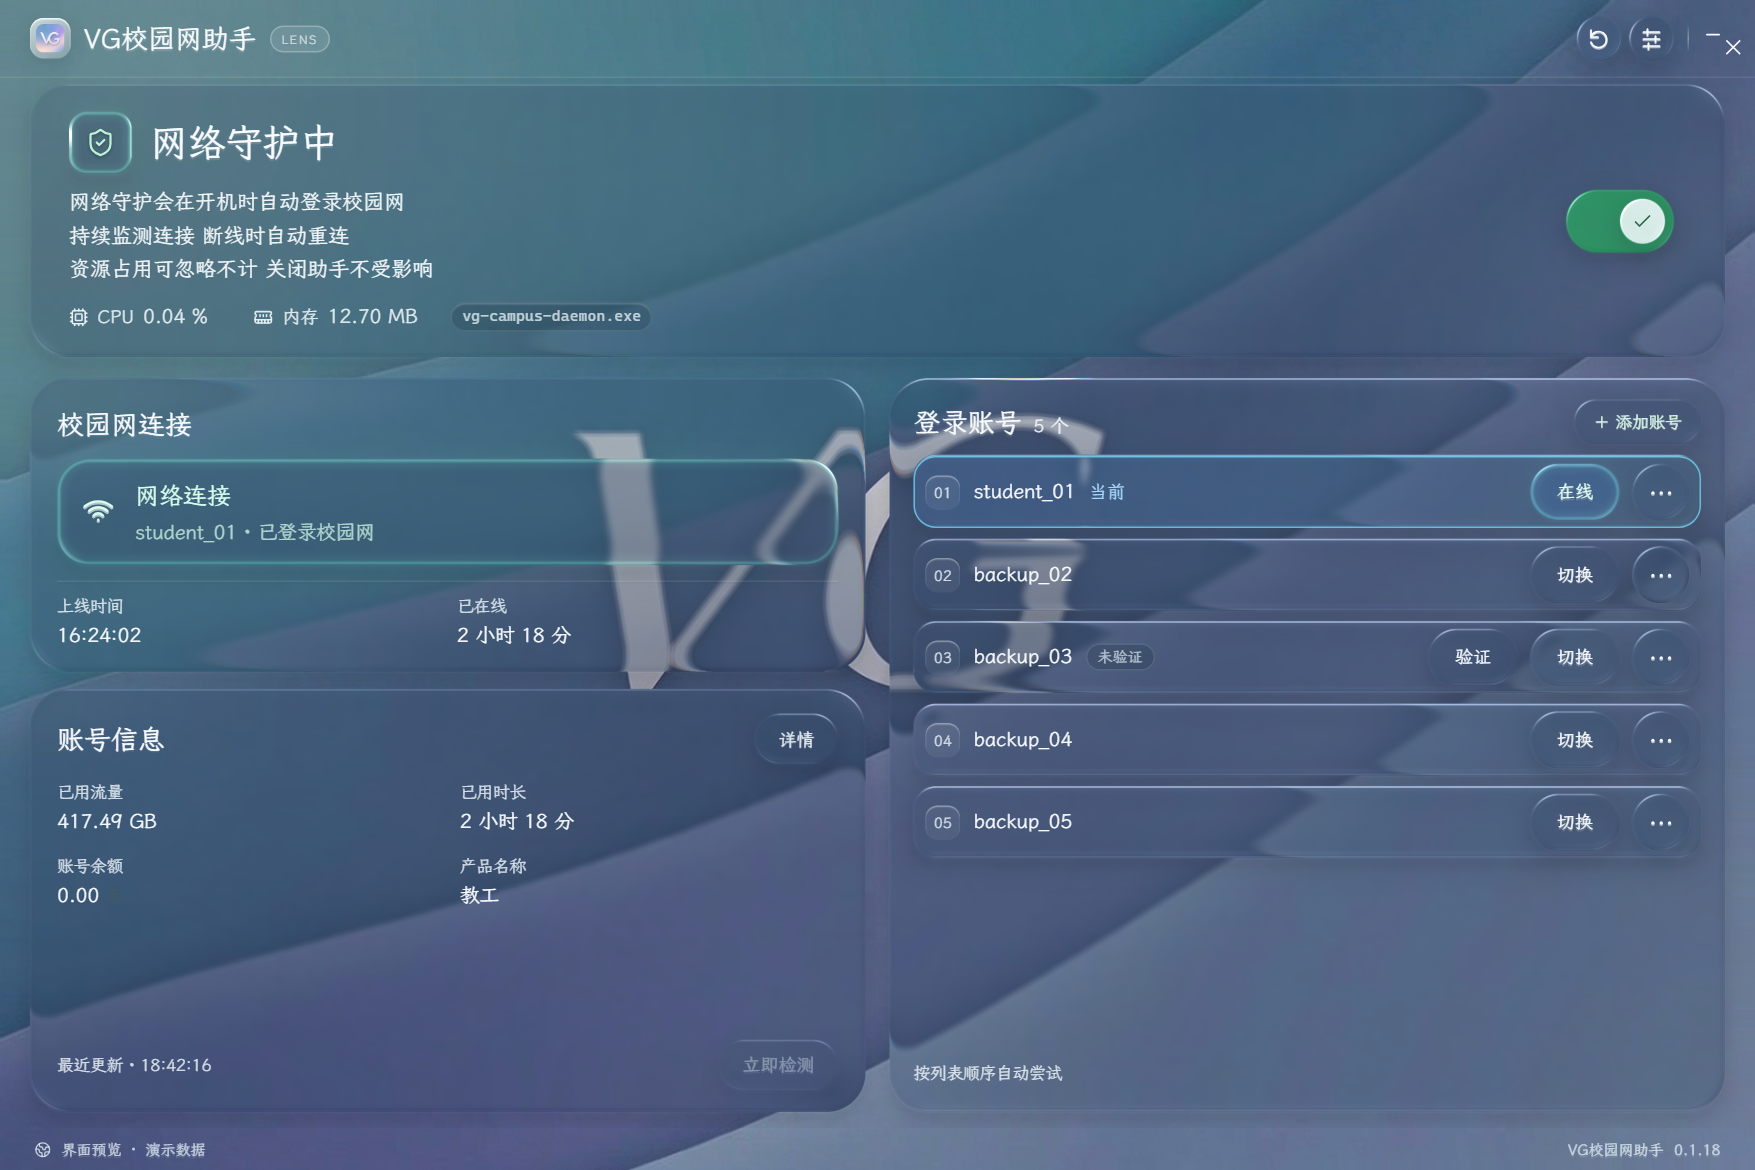 VG VG校园网助手 LENS
网络守护中
网络守护会在开机时自动登录校园网
持续监测连接 断线时自动重连
资源占用可忽略不计 关闭助手不受影响
CPU 0.04 % 内存 12.70 MB vg-campus-daemon.exe
校园网连接
网络连接
student_01 · 已登录校园网
上线时间 已在线
16:24:02 2 小时 18 分
账号信息 详情
已用流量 已用时长
417.49 GB 2 小时 18 分
账号余额 产品名称
0.00 教工
最近更新 · 18:42:16 立即检测
登录账号 5 个 + 添加账号
01 student_01 当前 在线 ...
02 backup_02 切换 ...
03 backup_03 未验证 验证 切换 ...
04 backup_04 切换 ...
05 backup_05 切换 ...
按列表顺序自动尝试
VG
界面预览 · 演示数据 VG校园网助手 0.1.18